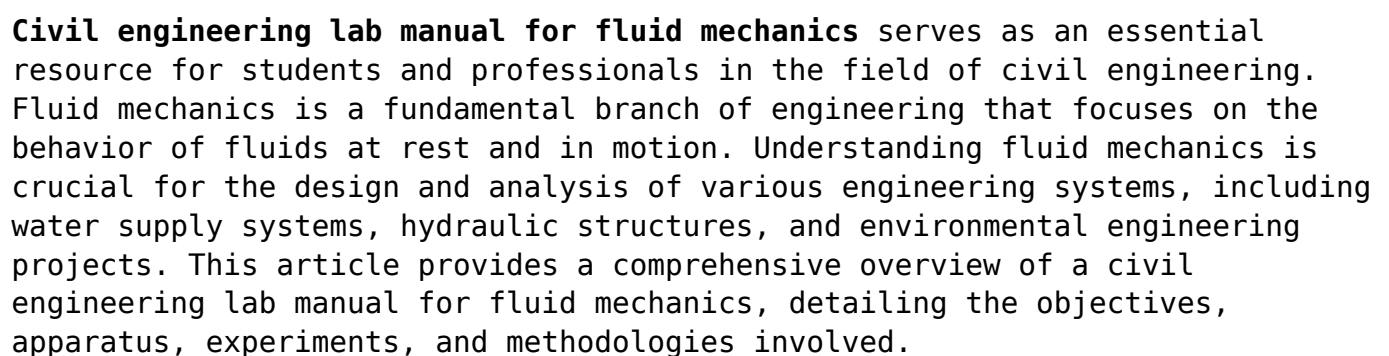 Civil engineering lab manual for fluid mechanics serves as an essential
resource for students and professionals in the field of civil engineering.
Fluid mechanics is a fundamental branch of engineering that focuses on the
behavior of fluids at rest and in motion. Understanding fluid mechanics is
crucial for the design and analysis of various engineering systems, including
water supply systems, hydraulic structures, and environmental engineering
projects. This article provides a comprehensive overview of a civil
engineering lab manual for fluid mechanics, detailing the objectives,
apparatus, experiments, and methodologies involved.